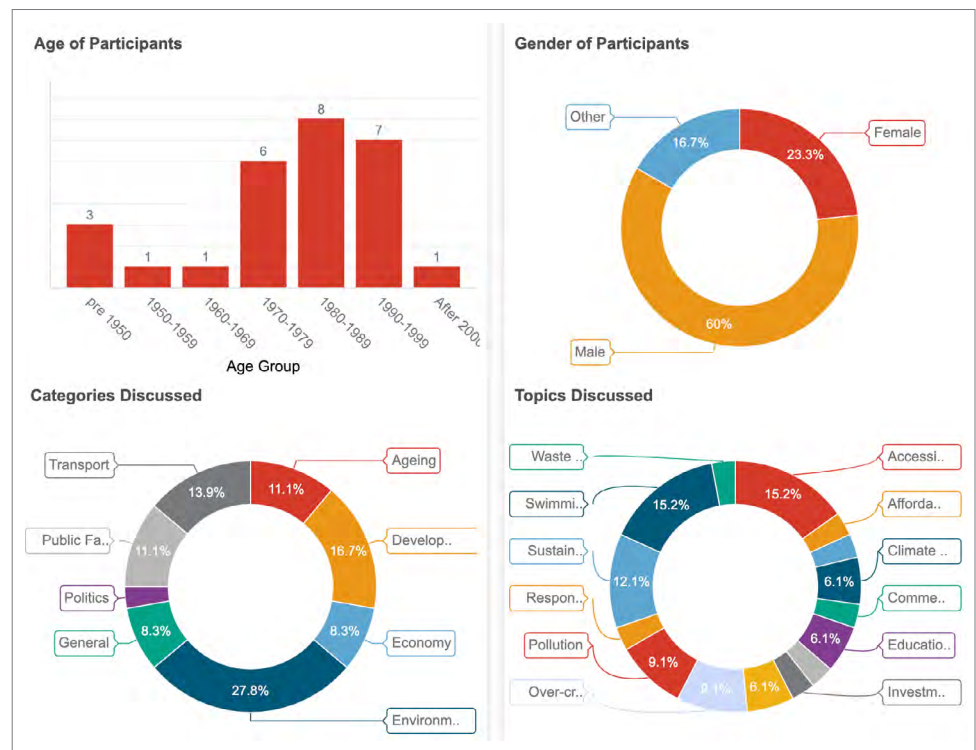 Age of Participants
3
1
1
6
8
7
1
pre 1950
1950-1959
1960-1969
1970-1979
1980-1989
1990-1999
After 200
Age Group
Gender of Participants
Other
Female
16.7%
23.3%
60%
Male
Categories Discussed
Transport
Ageing
13.9%
11.1%
Public Fa..
11.1%
16.7%
Develop..
Politics
General
8.3%
8.3%
Economy
27.8%
Environm..
Topics Discussed
Waste ..
Accessi..
15.2%
15.2%
Swimmi..
Afforda..
Sustain..
12.1%
6.1%
Climate ..
Respon..
Comme..
6.1%
Pollution
9.1%
Educatio..
9.1%
6.1%
Over-cr..
Investm..